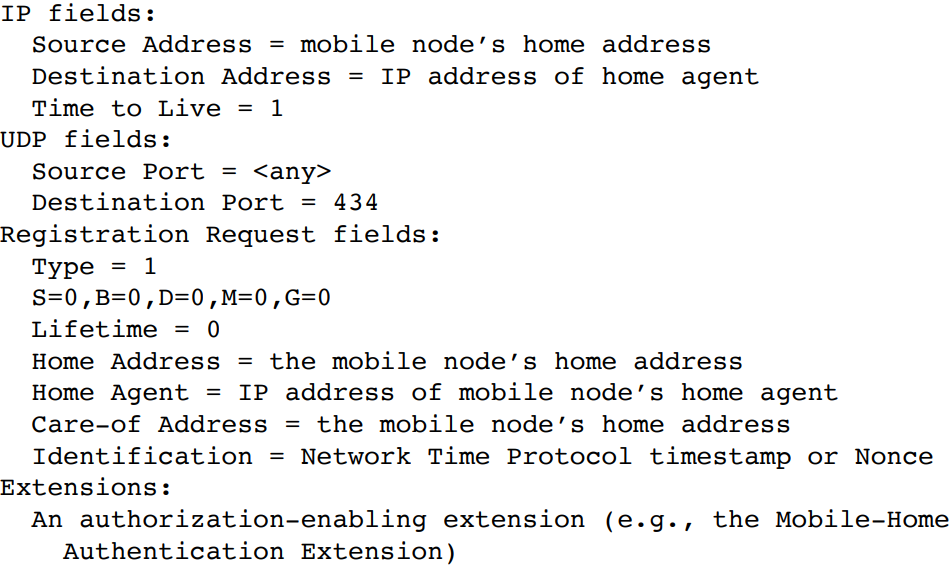 IP fields:
Source Address = mobile node’s home address
Destination Address = IP address of home agent
Time to Live = 1
UDP fields:
Source Port = <any>
Destination Port = 434
Registration Request fields:
Type = 1
S=0,B=0,D=0,M=0,G=0
Lifetime = 0
Home Address = the mobile node’s home address
Home Agent = IP address of mobile node’s home agent
Care-of Address = the mobile node’s home address
Identification = Network Time Protocol timestamp or Nonce
Extensions:
An authorization-enabling extension (e.g., the Mobile-Home
Authentication Extension)